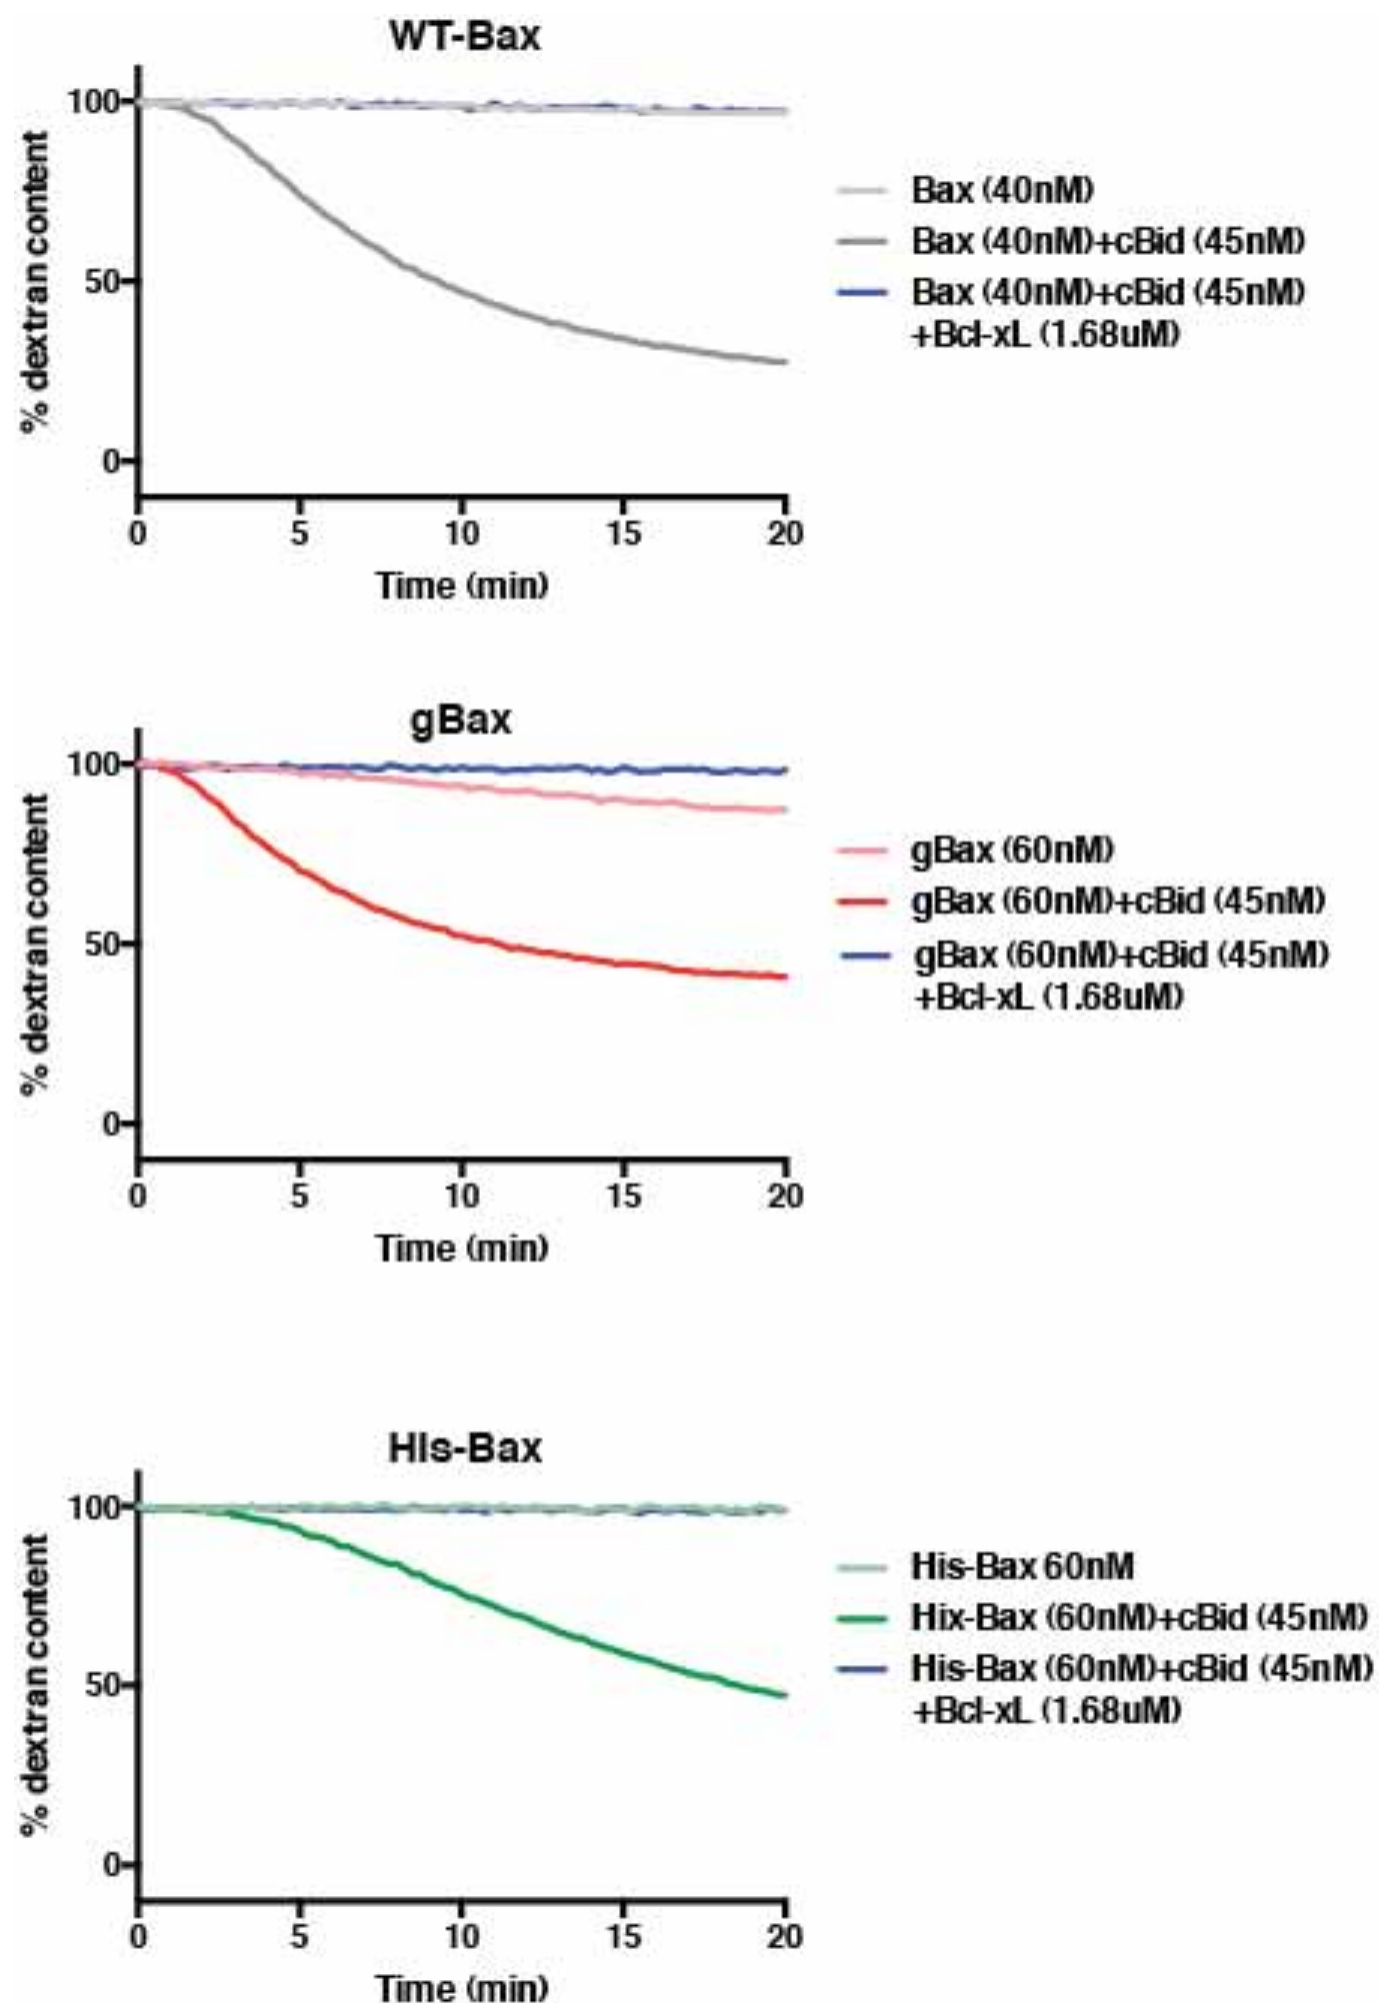 WT-Bax
% dextran content
100
50
0
0 5 10 15 20
Time (min)
Bax (40nM)
Bax (40nM)+cBid (45nM)
Bax (40nM)+cBid (45nM)
+Bcl-xL (1.68uM)
gBax
% dextran content
100
50
0
0 5 10 15 20
Time (min)
gBax (60nM)
gBax (60nM)+cBid (45nM)
gBax (60nM)+cBid (45nM)
+Bcl-xL (1.68uM)
HIs-Bax
% dextran content
100
50
0
0 5 10 15 20
Time (min)
His-Bax 60nM
Hix-Bax (60nM)+cBid (45nM)
His-Bax (60nM)+cBid (45nM)
+Bcl-xL (1.68uM)